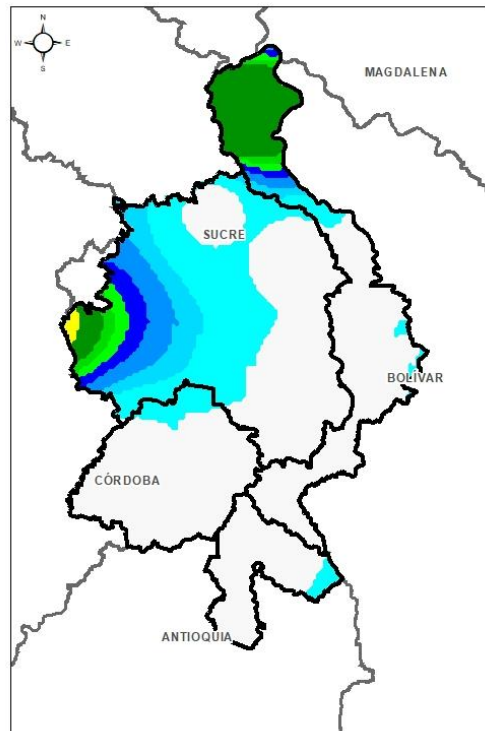 N
W E
S
MAGDALENA
SUCRE
BOLÍVAR
CÓRDOBA
ANTIOQUIA